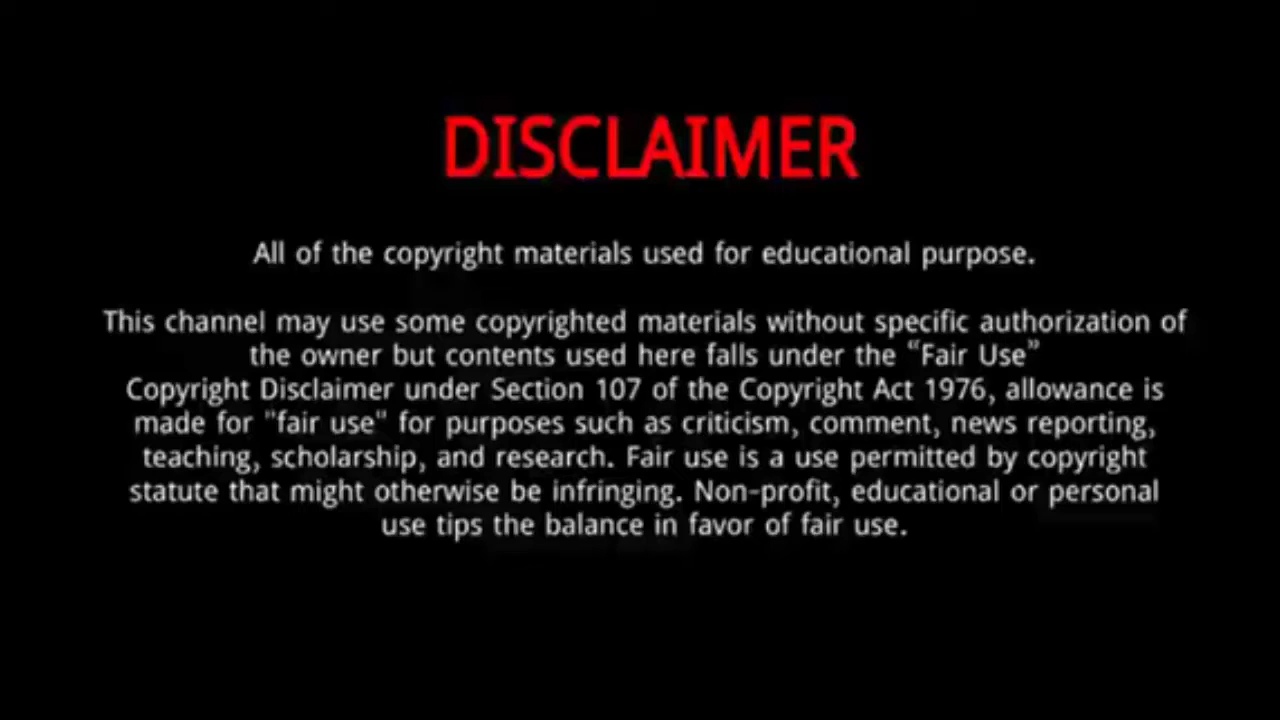 DISCLAIMER
All of the copyright materials used for educational purpose.
This channel may use some copyrighted materials without specific authorization of
the owner but contents used here falls under the “Fair Use”
Copyright Disclaimer under Section 107 of the Copyright Act 1976, allowance is
made for "fair use" for purposes such as criticism, comment, news reporting,
teaching, scholarship, and research. Fair use is a use permitted by copyright
statute that might otherwise be infringing. Non-profit, educational or personal
use tips the balance in favor of fair use.